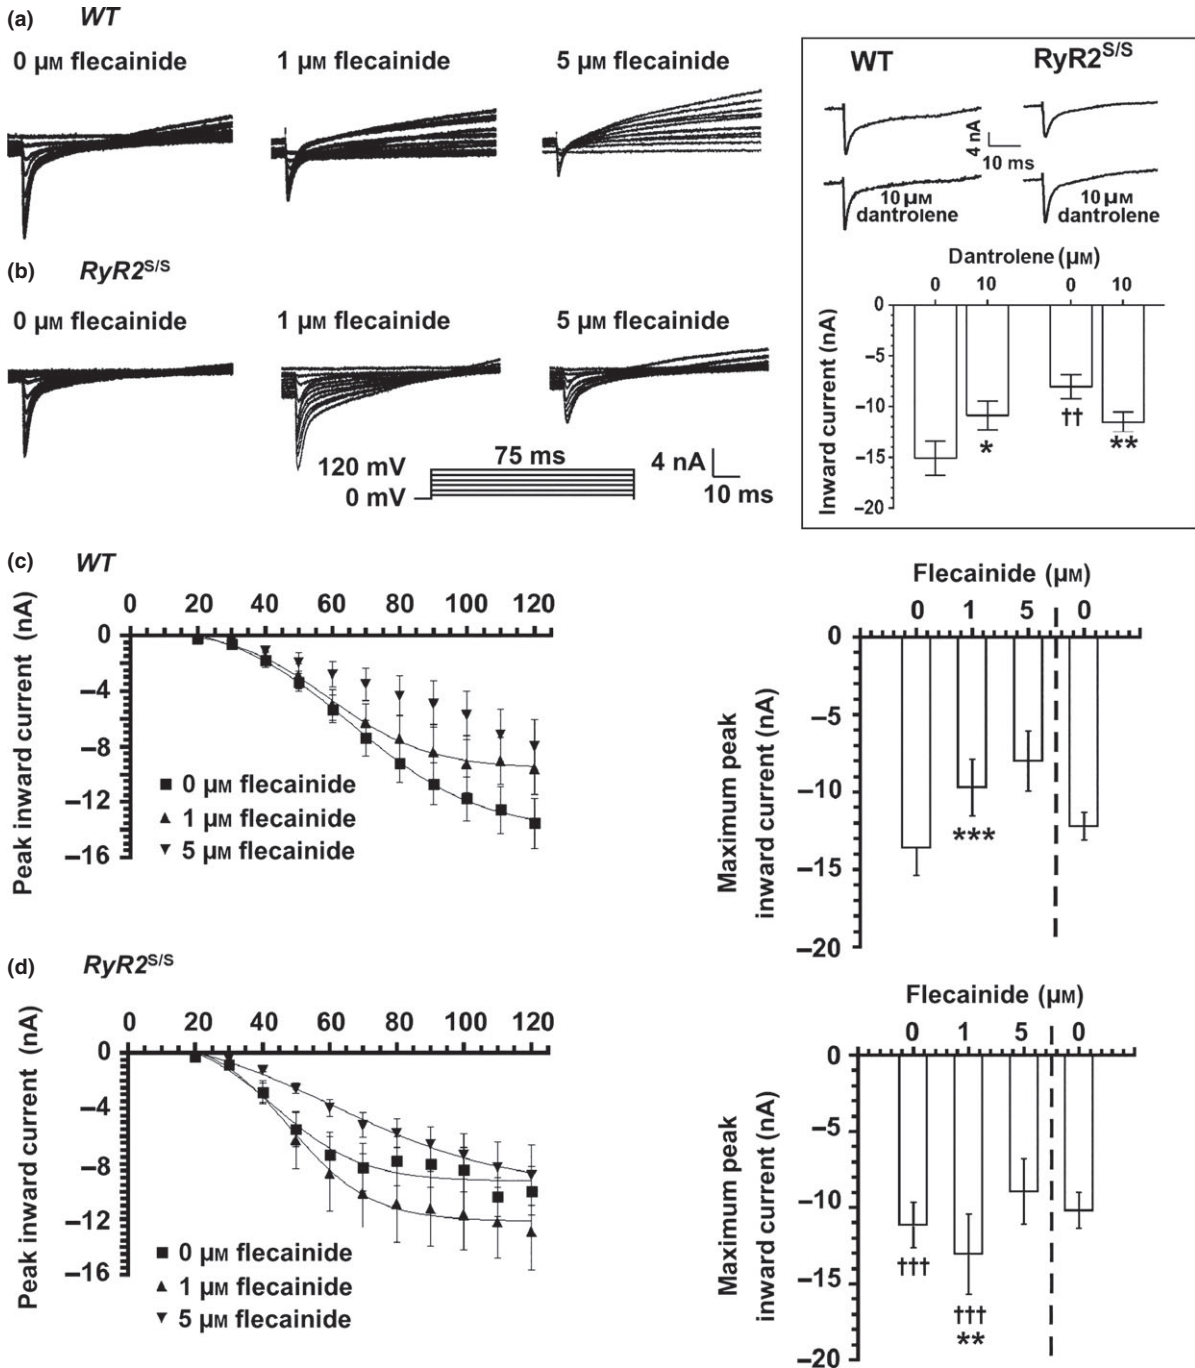 (a) WT
0 µM flecainide 1 µM flecainide 5 µM flecainide
(b) RyR2S/S
0 µM flecainide 1 µM flecainide 5 µM flecainide
120 mV 75 ms
0 mV
4 nA
10 ms
WT RyR2S/S
4 nA
10 ms
10 µM dantrolene 10 µM dantrolene
Dantrolene (µM)
0 10 0 10
Inward current (nA)
0
−5
−10
−15
−20
* †† **
(c) WT
0 20 40 60 80 100 120
Peak inward current (nA)
0
−4
−8
−12
−16
0 µM flecainide
1 µM flecainide
5 µM flecainide
Flecainide (µM)
0 1 5 0
Maximum peak
inward current (nA)
0
−5
−10
−15
−20
***
(d) RyR2S/S
0 20 40 60 80 100 120
Peak inward current (nA)
0
−4
−8
−12
−16
0 µM flecainide
1 µM flecainide
5 µM flecainide
Flecainide (µM)
0 1 5 0
Maximum peak
inward current (nA)
0
−5
−10
−15
−20
††† †††
**